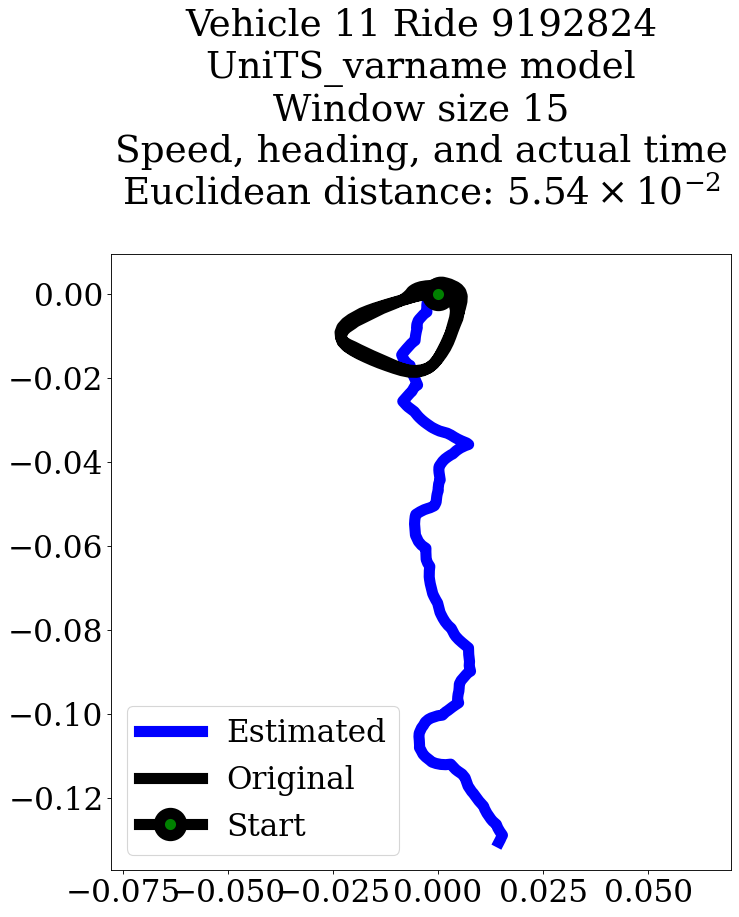 Vehicle 11 Ride 9192824
UniTS_varname model
Window size 15
Speed, heading, and actual time
Euclidean distance: 5.54 × 10⁻²
0.00
−0.02
−0.04
−0.06
−0.08
−0.10
−0.12
Estimated
Original
Start
−0.075 −0.050 −0.025 0.000 0.025 0.050